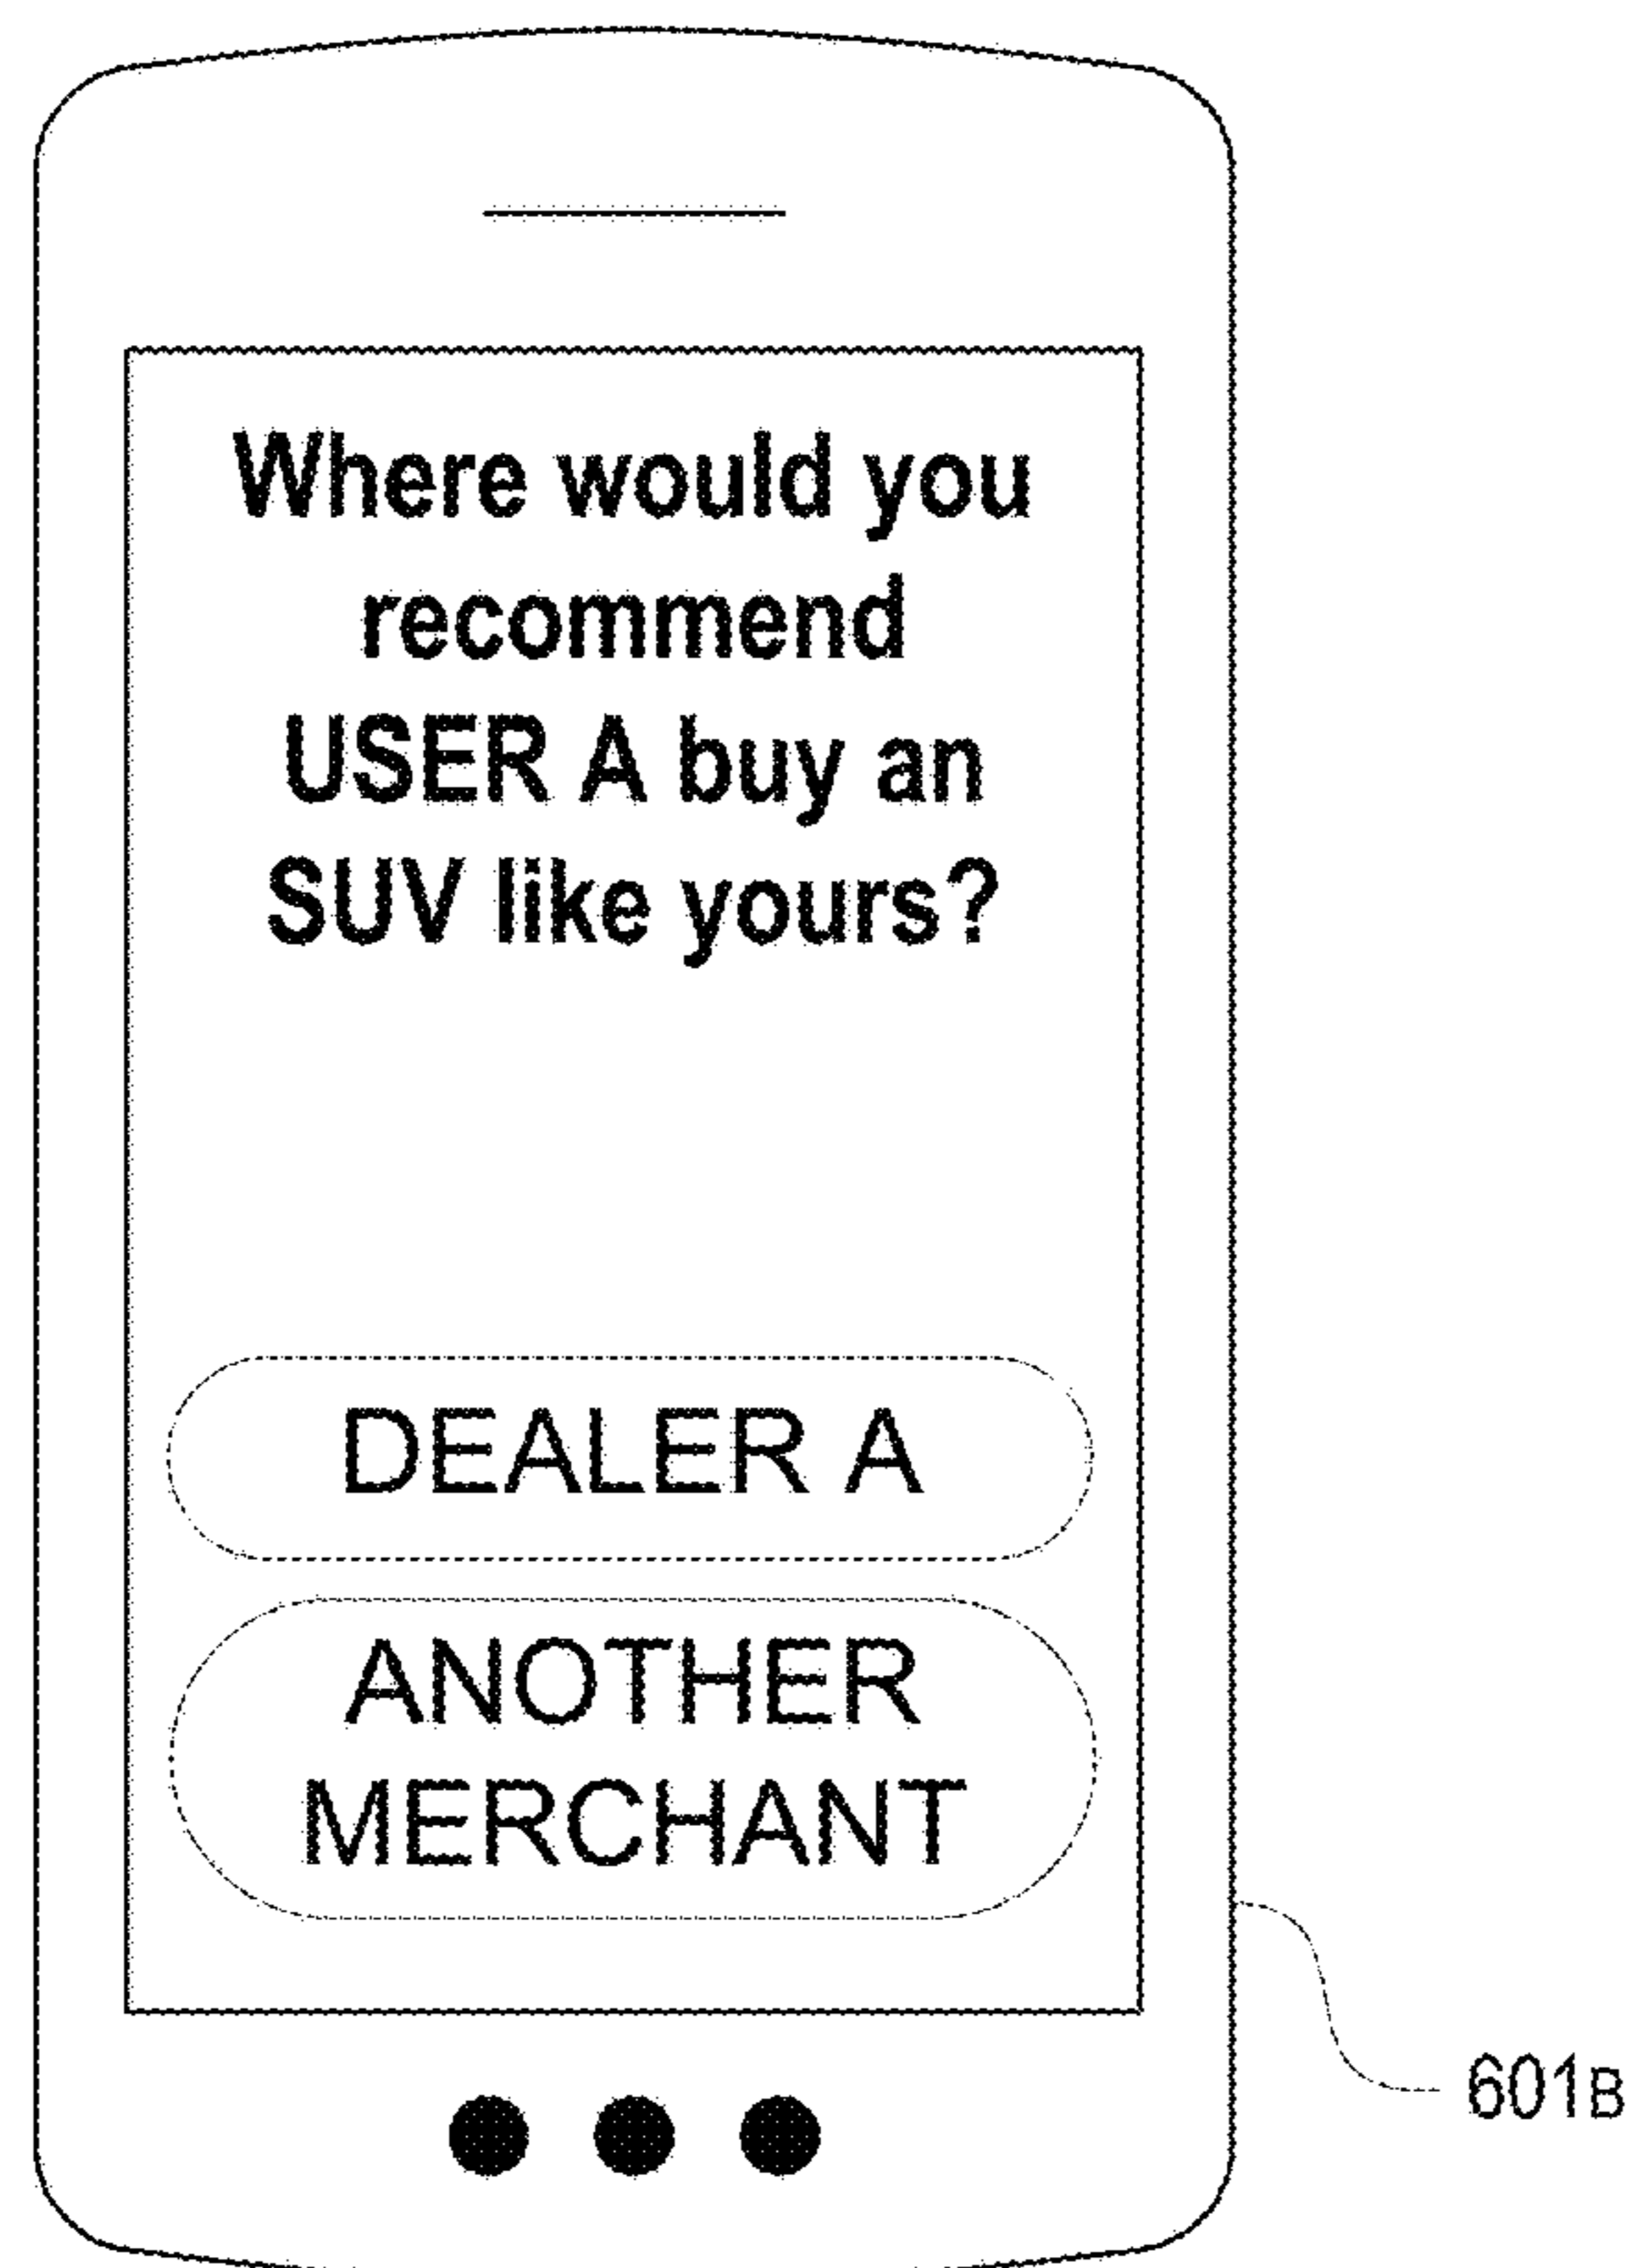 Where would you
recommend
USER A buy an
SUV like yours?
DEALER A
ANOTHER
MERCHANT
601B